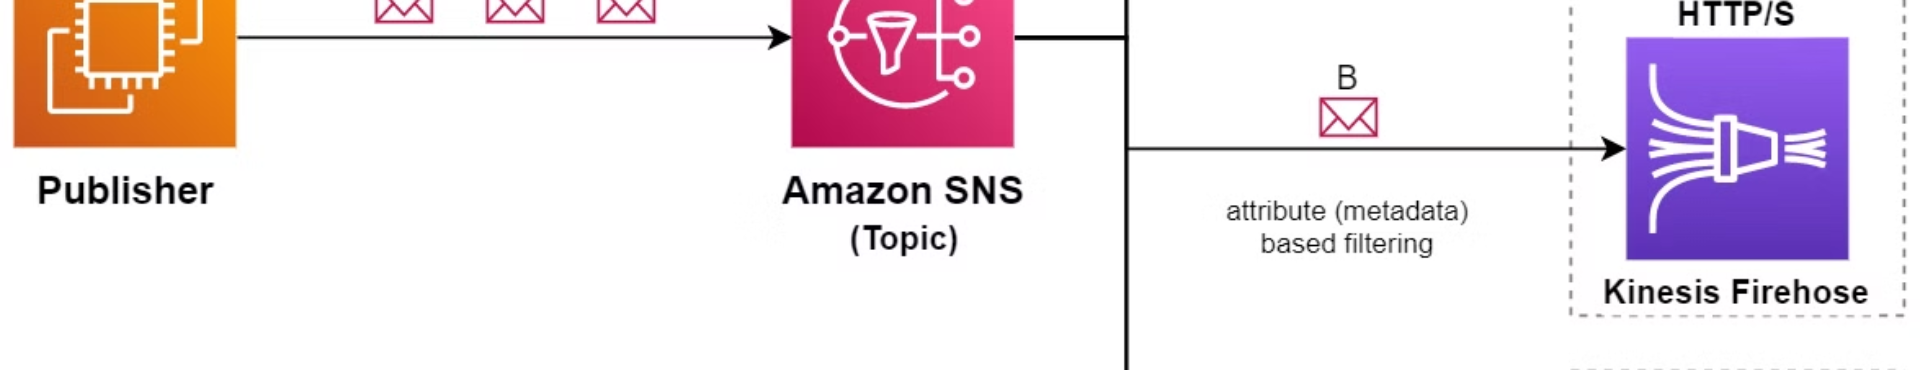 HTTP/S
B
Publisher
Amazon SNS
(Topic)
attribute (metadata)
based filtering
Kinesis Firehose